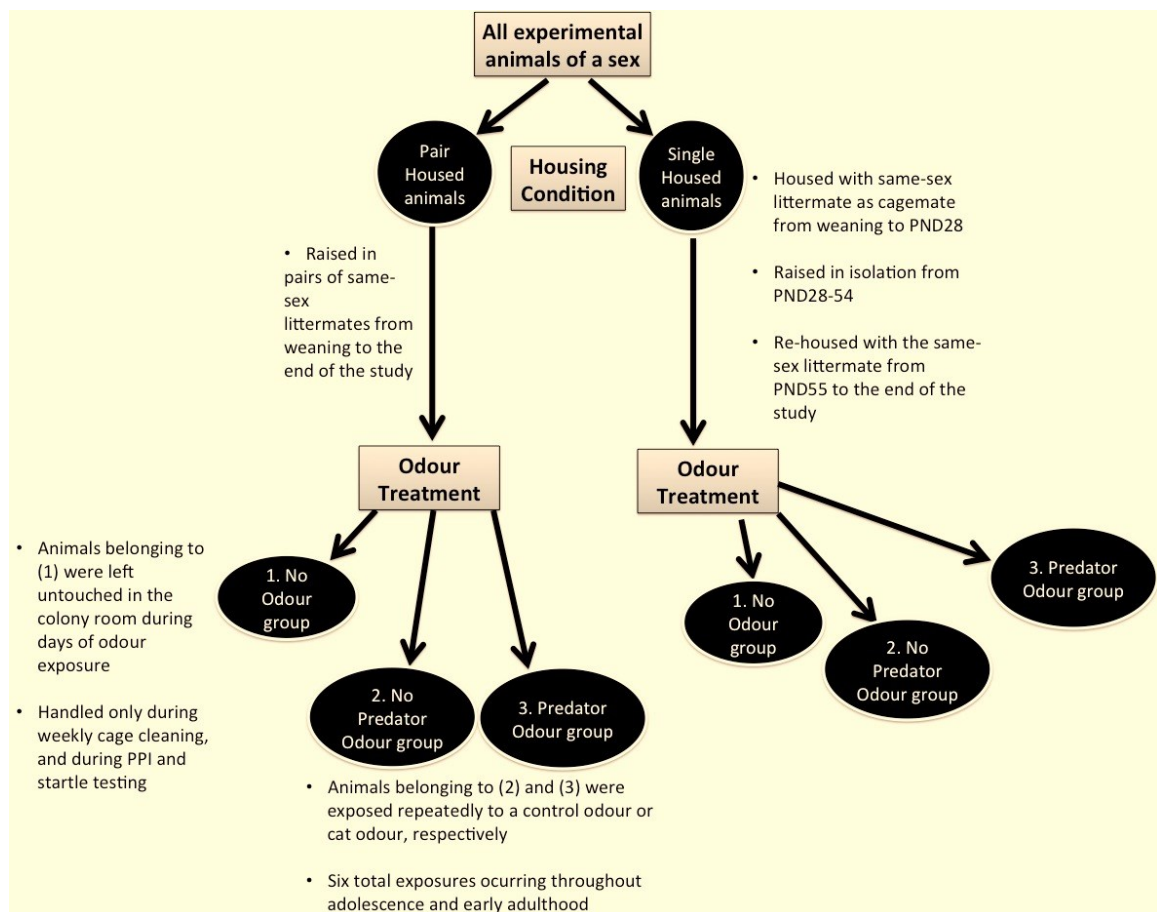 All experimental
animals of a sex
Pair
Housed
animals
Housing
Condition
Single
Housed
animals
• Housed with same-sex
littermate as cagemate
from weaning to PND28
• Raised in isolation from
PND28-54
• Re-housed with the same-
sex littermate from
PND55 to the end of the
study
• Raised in
pairs of same-
sex
littermates from
weaning to the
end of the study
Odour
Treatment
Odour
Treatment
• Animals belonging to
(1) were left
untouched in the
colony room during
days of odour
exposure
• Handled only during
weekly cage cleaning,
and during PPI and
startle testing
1. No
Odour
group
2. No
Predator
Odour group
3. Predator
Odour group
1. No
Odour
group
2. No
Predator
Odour group
3. Predator
Odour group
• Animals belonging to (2) and (3) were
exposed repeatedly to a control odour or
cat odour, respectively
• Six total exposures ocurring throughout
adolescence and early adulthood